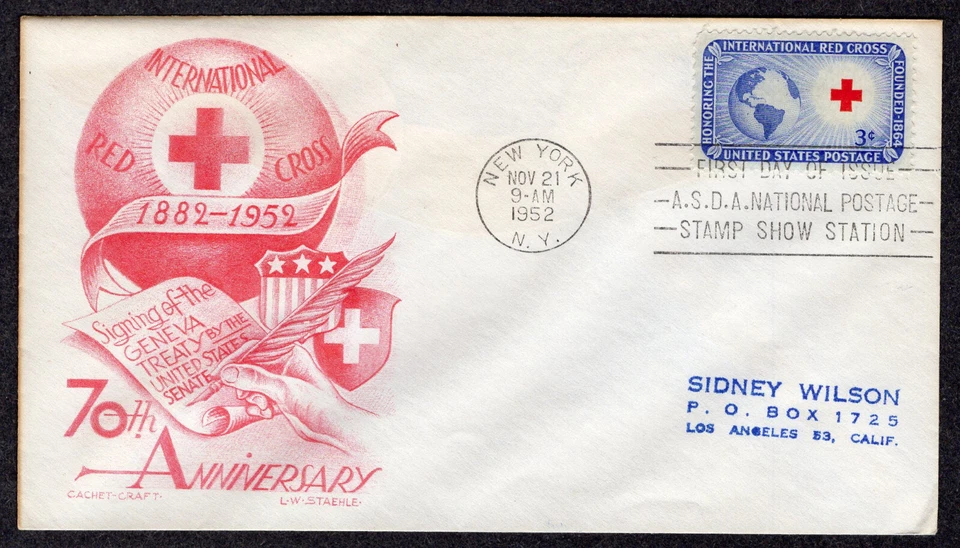 INTERNATIONAL
RED CROSS
1882-1952
Signing of the
GENEVA
TREATY BY THE
UNITED STATES
SENATE
70th
ANNIVERSARY
CACHET-CRAFT· L·W·STAEHLE·
NEW YORK
NOV 21
9-AM
1952
N.Y.
HONORING THE
INTERNATIONAL RED CROSS
FOUNDED-1864
3¢
UNITED STATES POSTAGE
FIRST DAY OF ISSUE
A.S.D.A. NATIONAL POSTAGE
STAMP SHOW STATION
SIDNEY WILSON
P. O. BOX 1725
LOS ANGELES 53, CALIF.